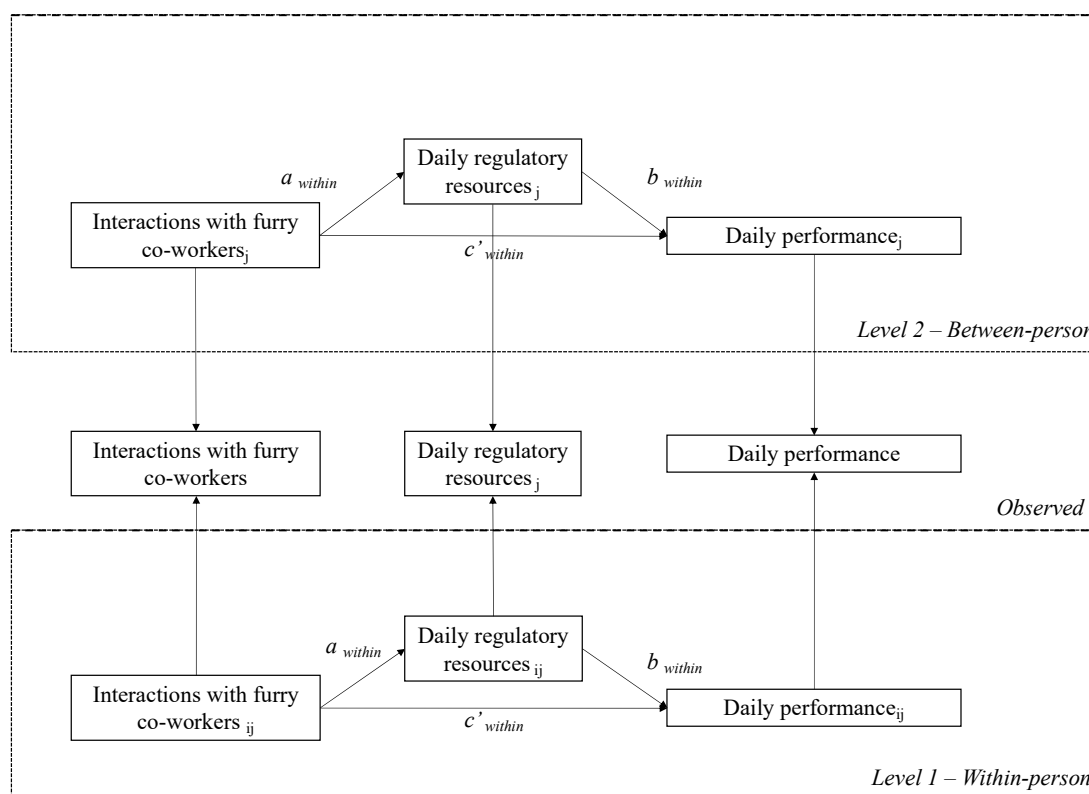 Daily regulatory
resources j
a within
b within
Interactions with furry
co-workersj
c’ within
Daily performancej
Level 2 – Between-person
Interactions with furry
co-workers
Daily regulatory
resources j
Daily performance
Observed
Daily regulatory
resources ij
a within
b within
Interactions with furry
co-workers ij
c’ within
Daily performanceij
Level 1 – Within-person